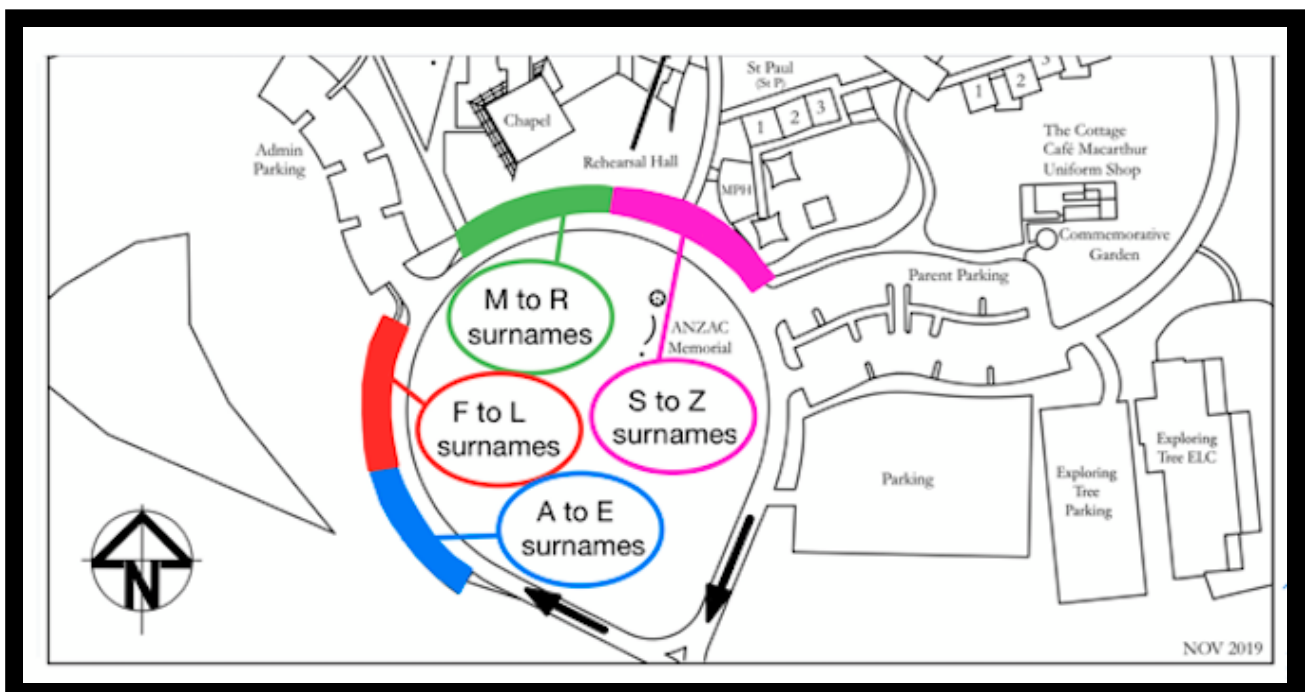 St Paul
(St P)
1
2
3
1
2
3
Chapel
Admin
Parking
Rehearsal Hall
MPH
The Cottage
Café Macarthur
Uniform Shop
Commemorative
Garden
Parent Parking
M to R
surnames
ANZAC
Memorial
F to L
surnames
S to Z
surnames
A to E
surnames
Parking
Exploring
Tree
Parking
Exploring
Tree ELC
N
NOV 2019